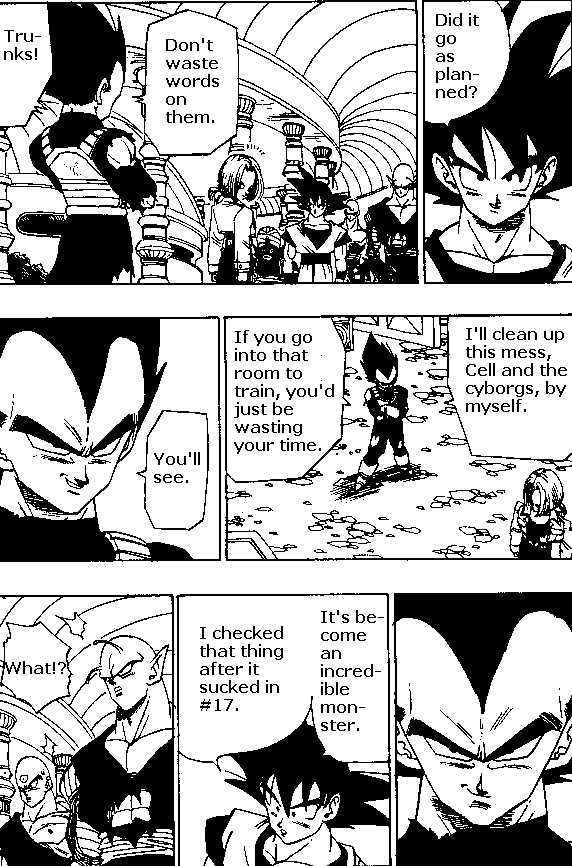 Did it
go
as
plan-
ned?
Don't
waste
words
on
them.
Tru-
nks!
I'll clean up
this mess,
Cell and the
cyborgs, by
myself.
If you go
into that
room to
train, you'd
just be
wasting
your time.
You'll
see.
It's be-
come
an
incred-
ible
mon-
ster.
I checked
that thing
after it
sucked in
#17.
What!?